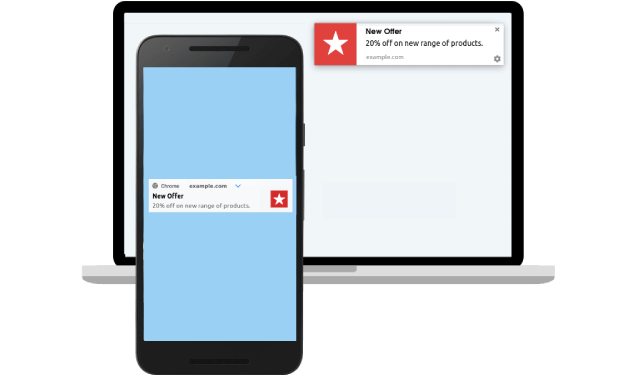 New Offer
20% off on new range of products.
example.com
Chrome example.com
New Offer
20% off on new range of products.